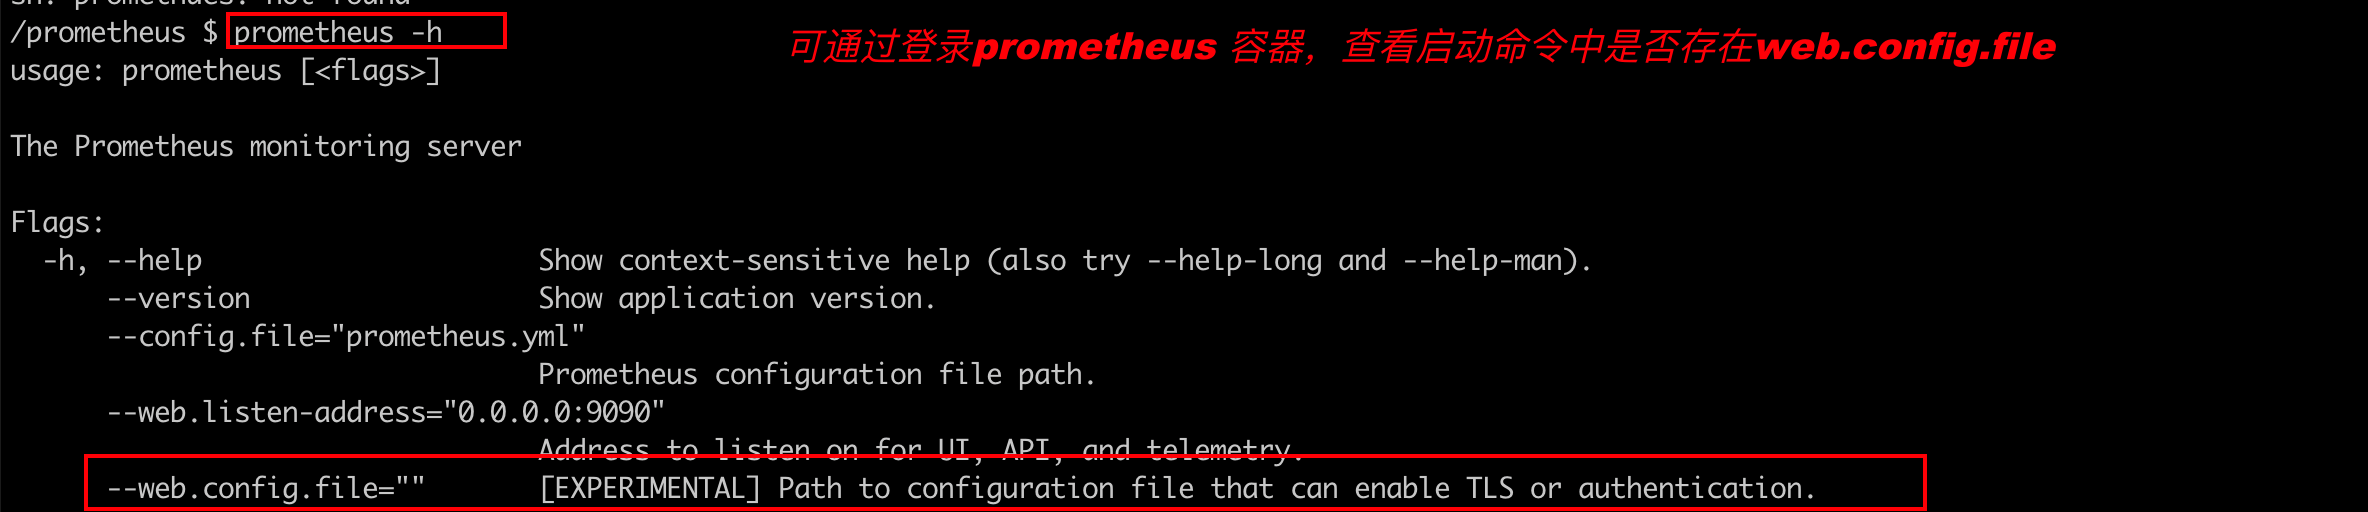 sh: promethues: not found
/prometheus $ prometheus -h
可通过登录prometheus 容器，查看启动命令中是否存在web.config.file
usage: prometheus [<flags>]
The Prometheus monitoring server
Flags:
-h, --help Show context-sensitive help (also try --help-long and --help-man).
--version Show application version.
--config.file="prometheus.yml"
Prometheus configuration file path.
--web.listen-address="0.0.0.0:9090"
Address to listen on for UI, API, and telemetry.
--web.config.file="" [EXPERIMENTAL] Path to configuration file that can enable TLS or authentication.